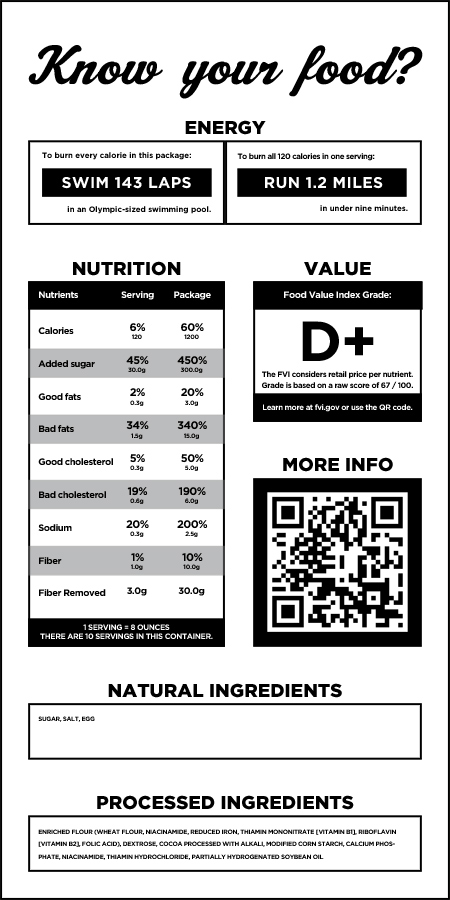 Know your food?
ENERGY
To burn every calorie in this package:
SWIM 143 LAPS
in an Olympic-sized swimming pool.
To burn all 120 calories in one serving:
RUN 1.2 MILES
in under nine minutes.
NUTRITION
Nutrients Serving Package
Calories 6% 60%
120 1200
Added sugar 45% 450%
30.0g 300.0g
Good fats 2% 20%
0.3g 3.0g
Bad fats 34% 340%
1.5g 15.0g
Good cholesterol 5% 50%
0.3g 5.0g
Bad cholesterol 19% 190%
0.6g 6.0g
Sodium 20% 200%
0.3g 2.5g
Fiber 1% 10%
1.0g 10.0g
Fiber Removed 3.0g 30.0g
1 SERVING = 8 OUNCES
THERE ARE 10 SERVINGS IN THIS CONTAINER.
VALUE
Food Value Index Grade:
D+
The FVI considers retail price per nutrient.
Grade is based on a raw score of 67 / 100.
Learn more at fvi.gov or use the QR code.
MORE INFO
NATURAL INGREDIENTS
SUGAR, SALT, EGG
PROCESSED INGREDIENTS
ENRICHED FLOUR (WHEAT FLOUR, NIACINAMIDE, REDUCED IRON, THIAMIN MONONITRATE [VITAMIN B1], RIBOFLAVIN
[VITAMIN B2], FOLIC ACID), DEXTROSE, COCOA PROCESSED WITH ALKALI, MODIFIED CORN STARCH, CALCIUM PHOS-
PHATE, NIACINAMIDE, THIAMIN HYDROCHLORIDE, PARTIALLY HYDROGENATED SOYBEAN OIL